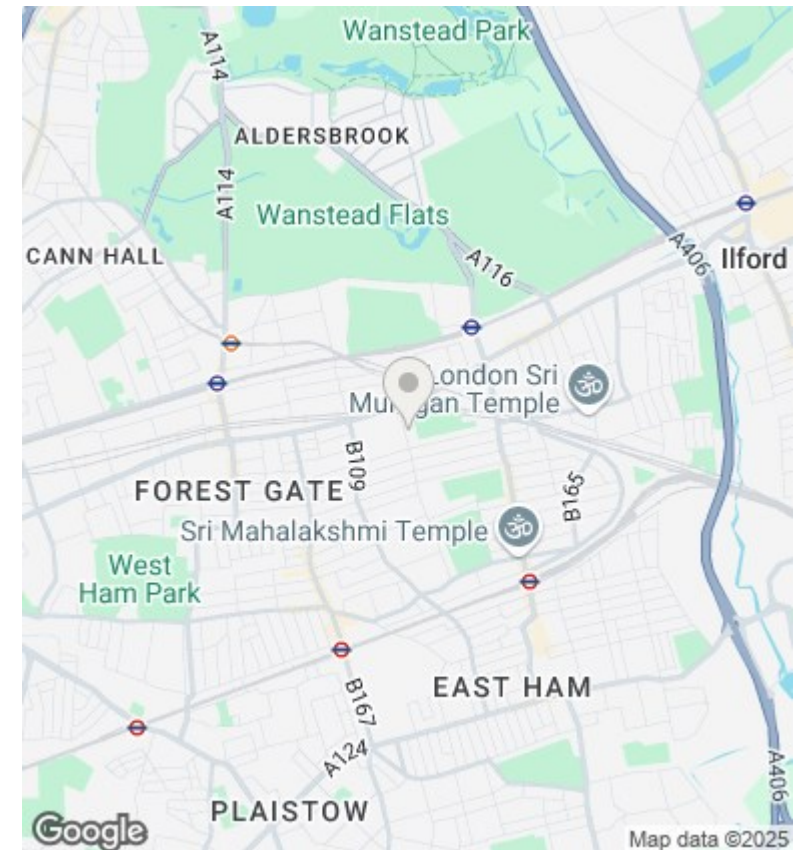 Wanstead Park
A114
ALDERSBROOK
A114
Wanstead Flats
CANN HALL
A116
A406
Ilford
London Sri
Murugan Temple
B109
FOREST GATE
B165
Sri Mahalakshmi Temple
West
Ham Park
EAST HAM
B167
A124
A406
PLAISTOW
Google
Map data ©2025